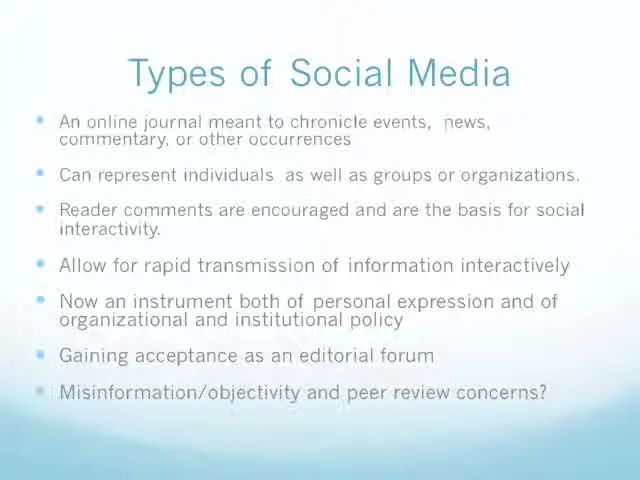 Types of Social Media
• An online journal meant to chronicle events, news,
commentary, or other occurrences
• Can represent individuals as well as groups or organizations.
• Reader comments are encouraged and are the basis for social
interactivity.
• Allow for rapid transmission of information interactively
• Now an instrument both of personal expression and of
organizational and institutional policy
• Gaining acceptance as an editorial forum
• Misinformation/objectivity and peer review concerns?